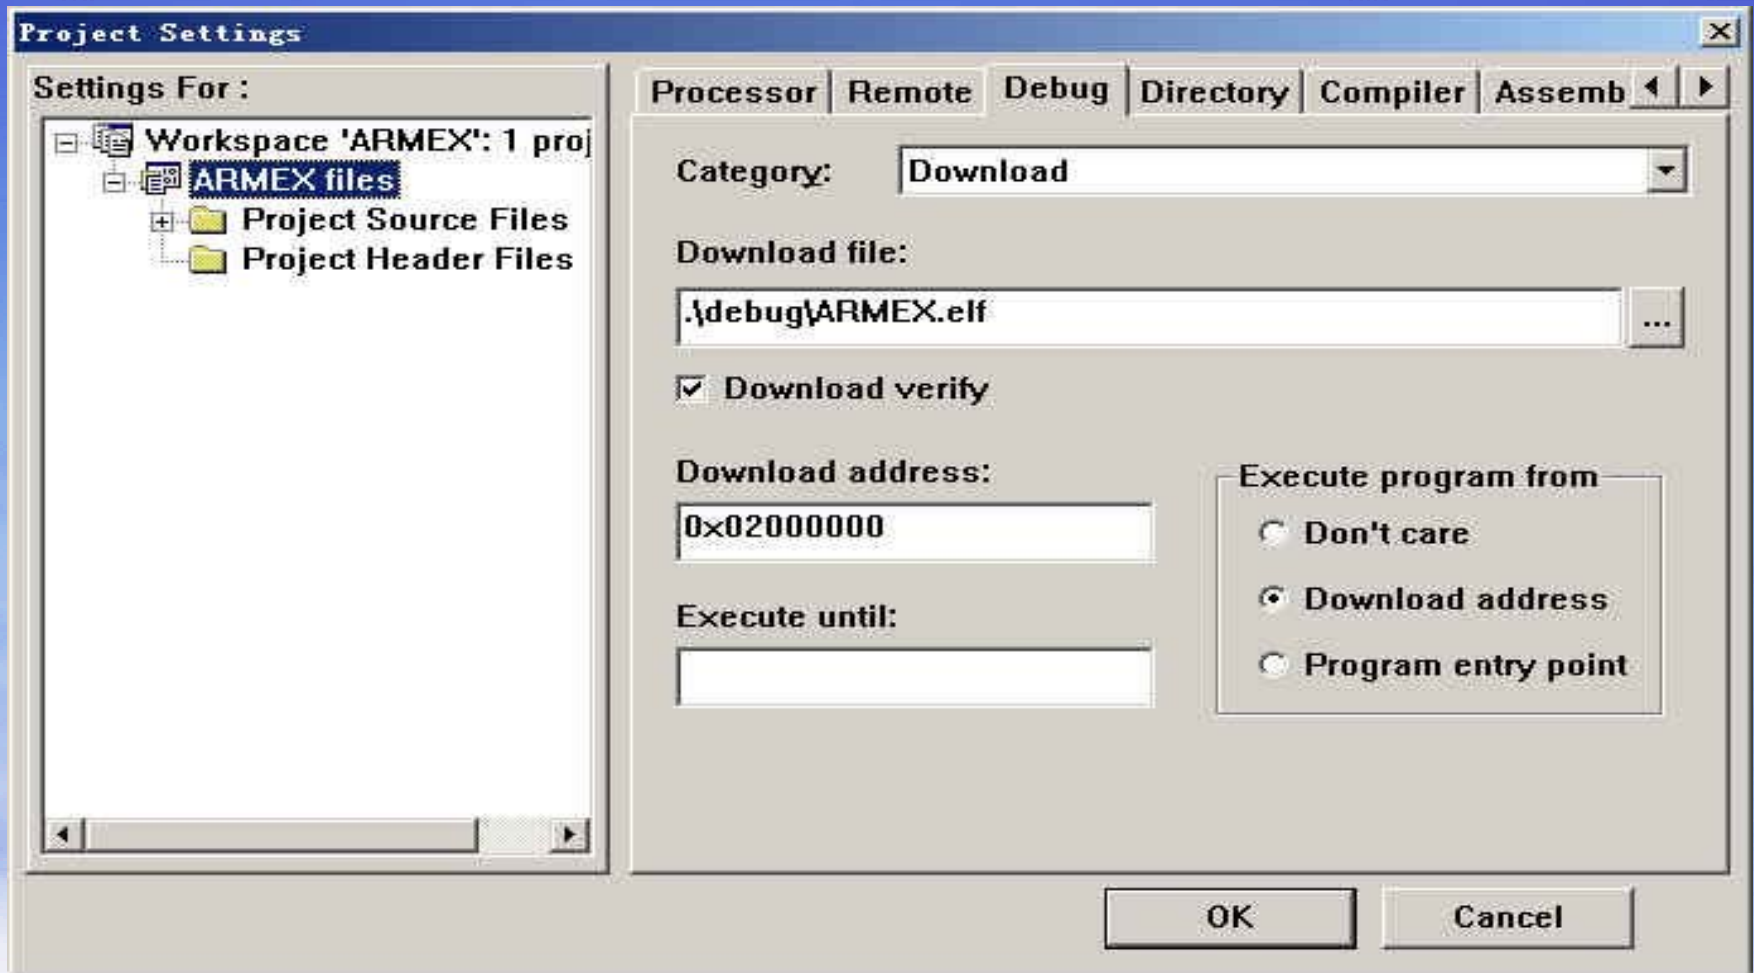 Project Settings
Settings For :
Workspace 'ARMEX': 1 proj
ARMEX files
Project Source Files
Project Header Files
Processor Remote Debug Directory Compiler Assemb
Category: Download
Download file:
.\debug\ARMEX.elf
...
Download verify
Download address:
0x02000000
Execute until:
Execute program from
Don't care
Download address
Program entry point
OK Cancel